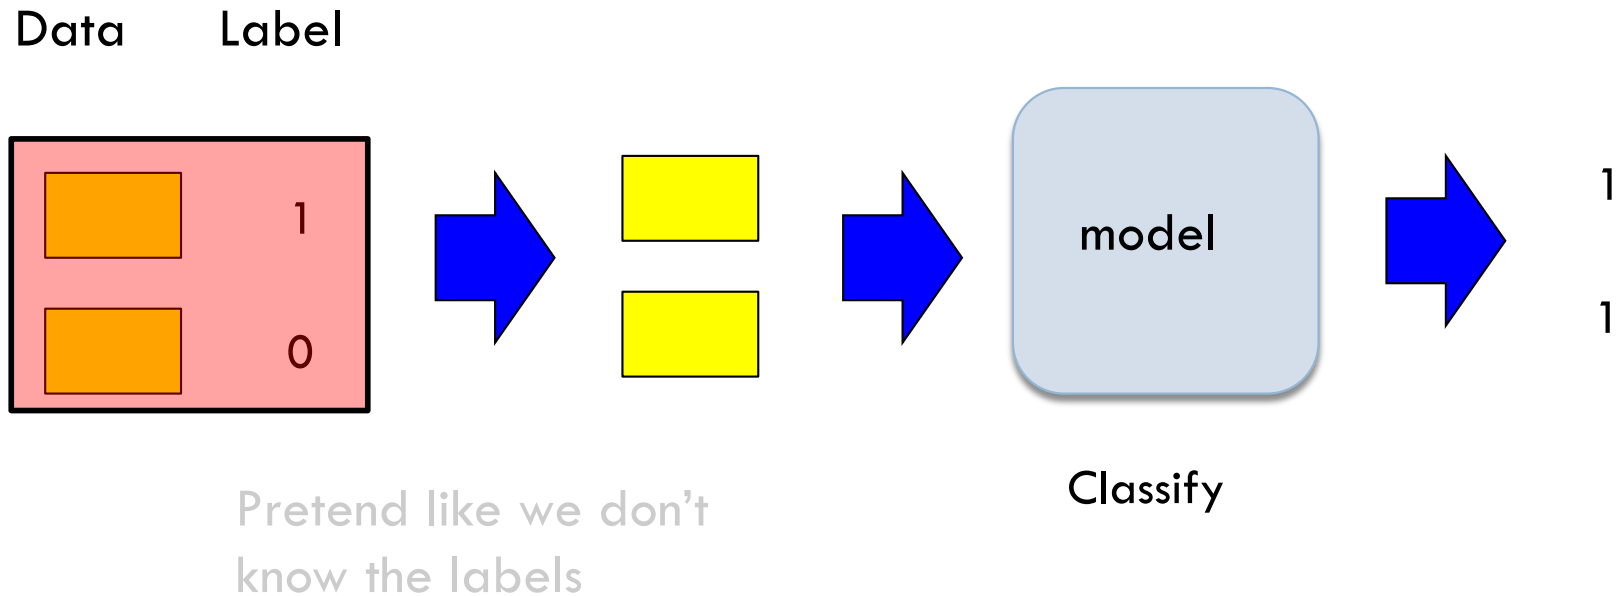 Data Label
1
0
model
1
1
Classify
Pretend like we don't
know the labels